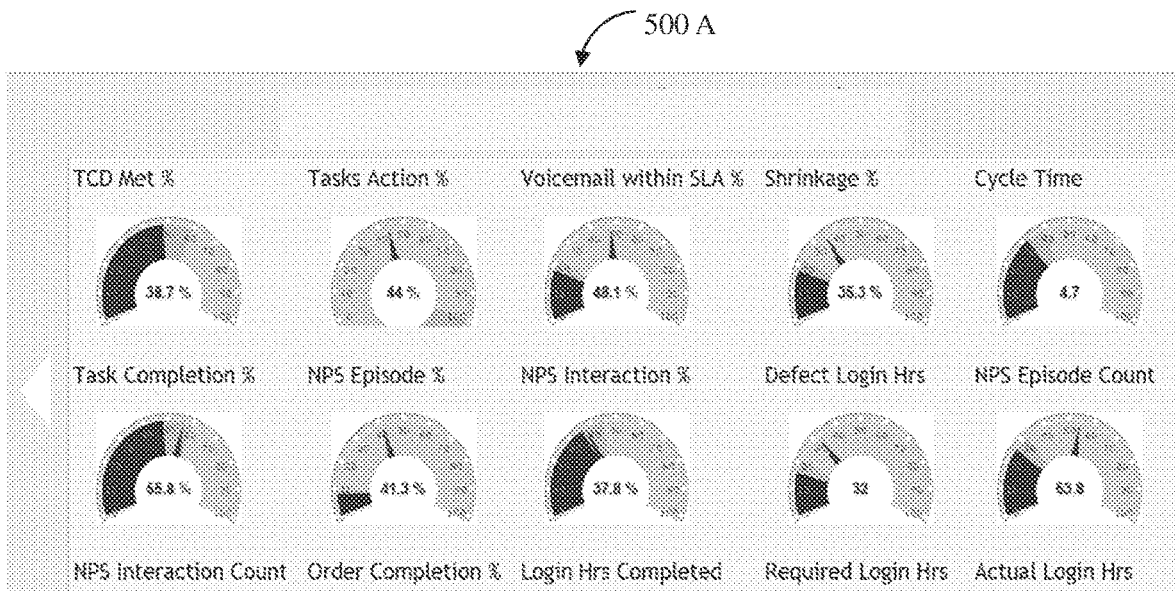 500 A
TCD Met % Tasks Action % Voicemail within SLA % Shrinkage % Cycle Time
38.7 % 44 % 48.1 % 35.3 % 4.7
Task Completion % NPS Episode % NPS Interaction % Defect Login Hrs NPS Episode Count
65.8 % 41.3 % 37.8 % 33 53.8
NPS Interaction Count Order Completion % Login Hrs Completed Required Login Hrs Actual Login Hrs